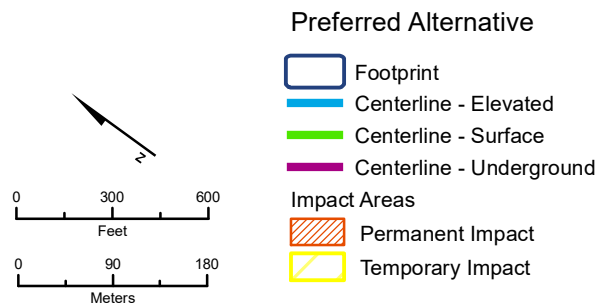 Preferred Alternative
Footprint
Centerline - Elevated
Centerline - Surface
Centerline - Underground
Impact Areas
Permanent Impact
Temporary Impact
N
0 300 600
Feet
0 90 180
Meters